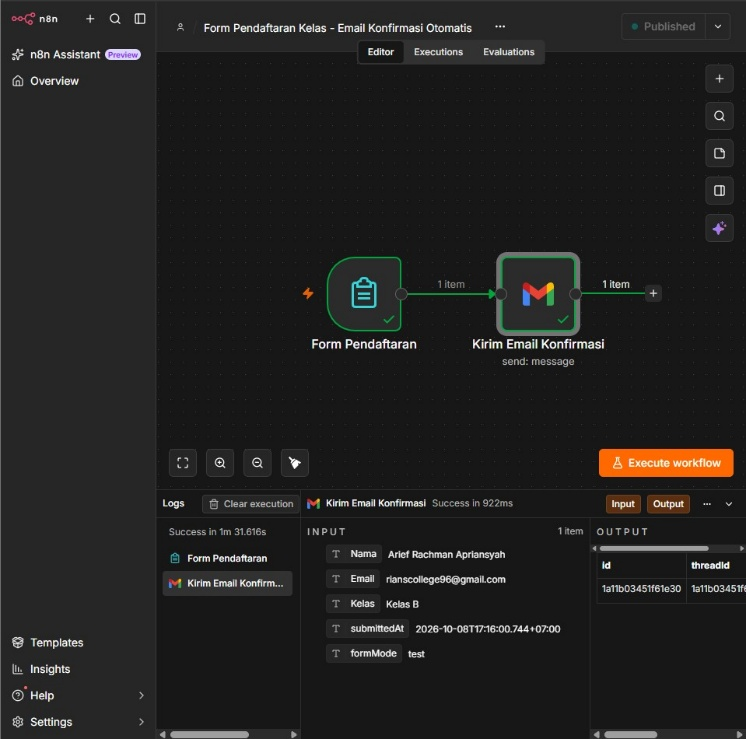 n8n
n8n Assistant Preview
Overview
Form Pendaftaran Kelas - Email Konfirmasi Otomatis ...
Published
Editor Executions Evaluations
1 item
1 item
Form Pendaftaran
Kirim Email Konfirmasi
send: message
Execute workflow
Logs
Clear execution
Kirim Email Konfirmasi Success in 922ms
Input Output ...
Success in 1m 31.616s
Form Pendaftaran
Kirim Email Konfirm...
INPUT 1 item
T Nama Arief Rachman Apriansyah
T Email rianscollege96@gmail.com
T Kelas Kelas B
T submittedAt 2026-10-08T17:16:00.744+07:00
T formMode test
OUTPUT
id threadId
1a11b03451f61e30 1a11b03451f6
Templates
Insights
Help
Settings